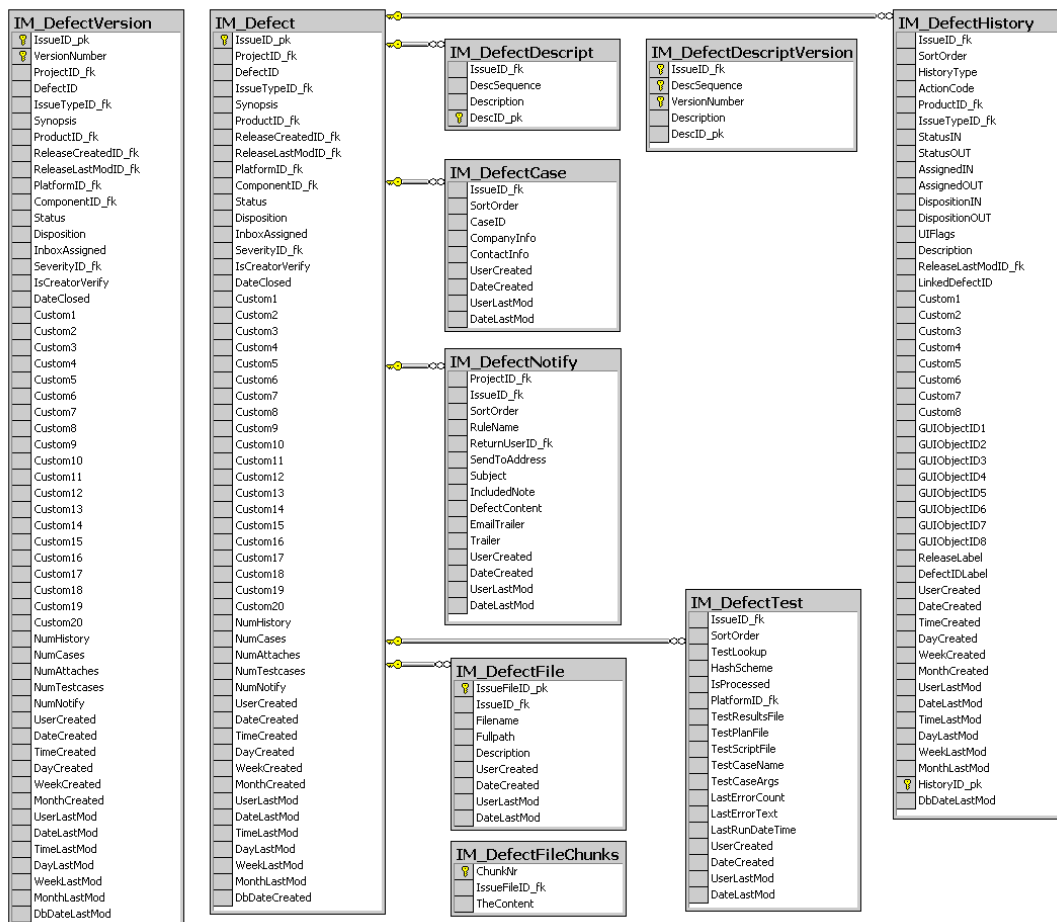 IM_DefectVersion
IssueID_pk
VersionNumber
ProjectID_fk
DefectID
IssueTypeID_fk
Synopsis
ProductID_fk
ReleaseCreatedID_fk
ReleaseLastModID_fk
PlatformID_fk
ComponentID_fk
Status
Disposition
InboxAssigned
SeverityID_fk
IsCreatorVerify
DateClosed
Custom1
Custom2
Custom3
Custom4
Custom5
Custom6
Custom7
Custom8
Custom9
Custom10
Custom11
Custom12
Custom13
Custom14
Custom15
Custom16
Custom17
Custom18
Custom19
Custom20
NumHistory
NumCases
NumAttaches
NumTestcases
NumNotify
UserCreated
DateCreated
TimeCreated
DayCreated
WeekCreated
MonthCreated
UserLastMod
DateLastMod
TimeLastMod
DayLastMod
WeekLastMod
MonthLastMod
DbDateLastMod
IM_Defect
IssueID_pk
ProjectID_fk
DefectID
IssueTypeID_fk
Synopsis
ProductID_fk
ReleaseCreatedID_fk
ReleaseLastModID_fk
PlatformID_fk
ComponentID_fk
Status
Disposition
InboxAssigned
SeverityID_fk
IsCreatorVerify
DateClosed
Custom1
Custom2
Custom3
Custom4
Custom5
Custom6
Custom7
Custom8
Custom9
Custom10
Custom11
Custom12
Custom13
Custom14
Custom15
Custom16
Custom17
Custom18
Custom19
Custom20
NumHistory
NumCases
NumAttaches
NumTestcases
NumNotify
UserCreated
DateCreated
TimeCreated
DayCreated
WeekCreated
MonthCreated
UserLastMod
DateLastMod
TimeLastMod
DayLastMod
WeekLastMod
MonthLastMod
DbDateCreated
IM_DefectDescript
IssueID_fk
DescSequence
Description
DescID_pk
IM_DefectDescriptVersion
IssueID_fk
DescSequence
VersionNumber
Description
DescID_pk
IM_DefectCase
IssueID_fk
SortOrder
CaseID
CompanyInfo
ContactInfo
UserCreated
DateCreated
UserLastMod
DateLastMod
IM_DefectNotify
ProjectID_fk
IssueID_fk
SortOrder
RuleName
ReturnUserID_fk
SendToAddress
Subject
IncludedNote
DefectContent
EmailTrailer
Trailer
UserCreated
DateCreated
UserLastMod
DateLastMod
IM_DefectFile
IssueFileID_pk
IssueID_fk
Filename
Fullpath
Description
UserCreated
DateCreated
UserLastMod
DateLastMod
IM_DefectFileChunks
ChunkNr
IssueFileID_fk
TheContent
IM_DefectTest
IssueID_fk
SortOrder
TestLookup
HashScheme
IsProcessed
PlatformID_fk
TestResultsFile
TestPlanFile
TestScriptFile
TestCaseName
TestCaseArgs
LastErrorCount
LastErrorText
LastRunDateTime
UserCreated
DateCreated
UserLastMod
DateLastMod
IM_DefectHistory
IssueID_fk
SortOrder
HistoryType
ActionCode
ProductID_fk
IssueTypeID_fk
StatusIN
StatusOUT
AssignedIN
AssignedOUT
DispositionIN
DispositionOUT
UIFlags
Description
ReleaseLastModID_fk
LinkedDefectID
Custom1
Custom2
Custom3
Custom4
Custom5
Custom6
Custom7
Custom8
GUIObjectID1
GUIObjectID2
GUIObjectID3
GUIObjectID4
GUIObjectID5
GUIObjectID6
GUIObjectID7
GUIObjectID8
ReleaseLabel
DefectIDLabel
UserCreated
DateCreated
TimeCreated
DayCreated
WeekCreated
MonthCreated
UserLastMod
DateLastMod
TimeLastMod
DayLastMod
WeekLastMod
MonthLastMod
HistoryID_pk
DbDateLastMod